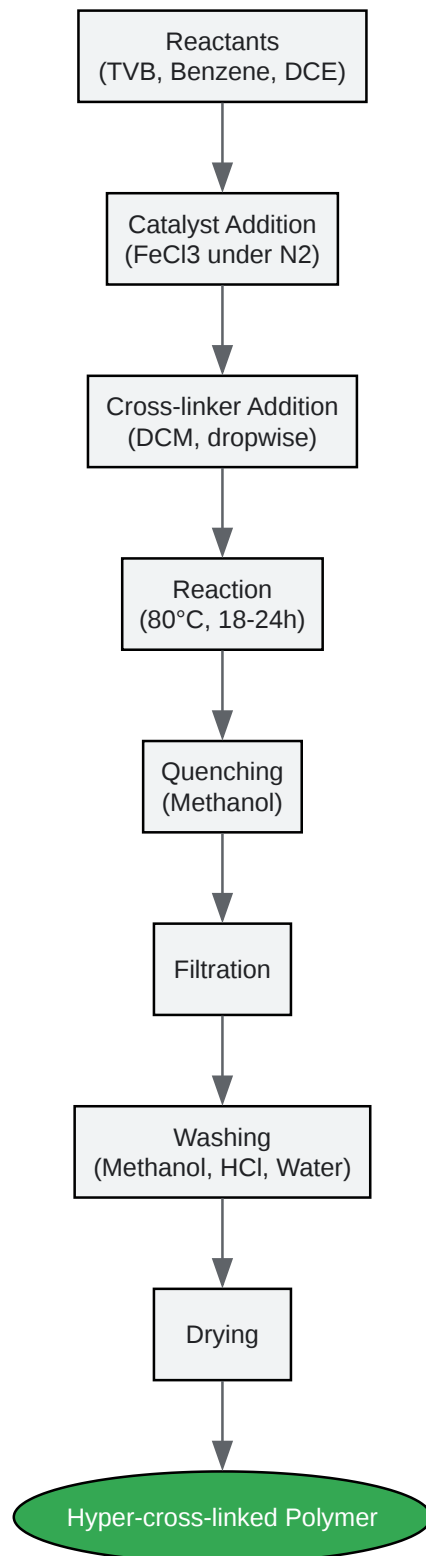 Reactants
(TVB, Benzene, DCE)
Catalyst Addition
(FeCl3 under N2)
Cross-linker Addition
(DCM, dropwise)
Reaction
(80°C, 18-24h)
Quenching
(Methanol)
Filtration
Washing
(Methanol, HCl, Water)
Drying
Hyper-cross-linked Polymer